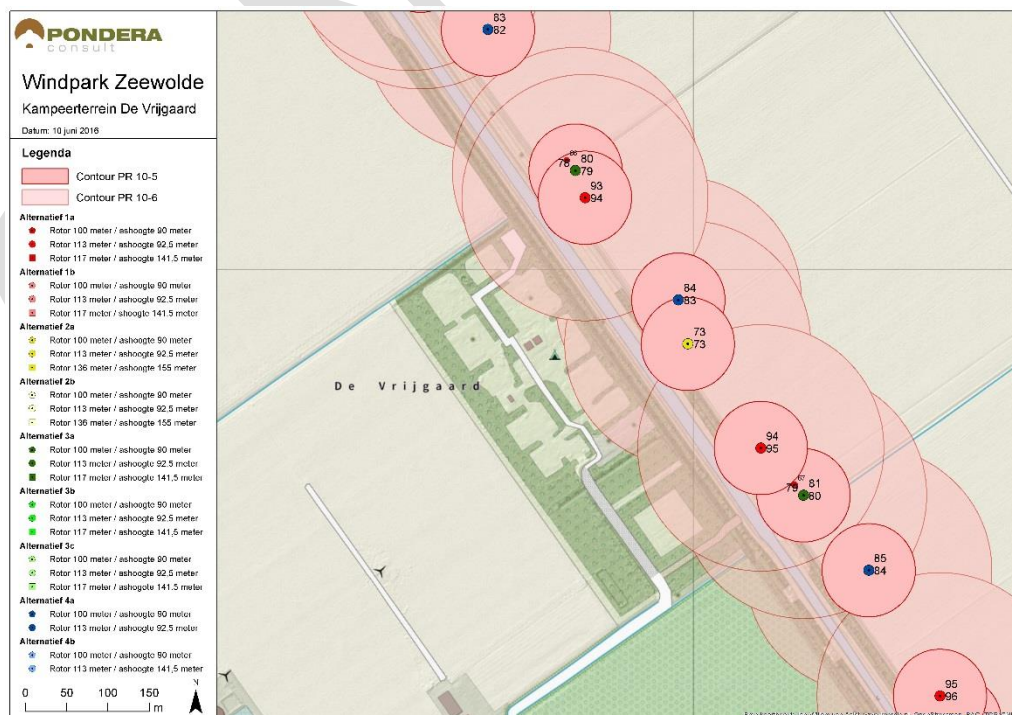 PONDERA
consult
Windpark Zeewolde
Kampeerterrein De Vrijgaard
Datum: 10 juni 2016
Legenda
Contour PR 10-5
Contour PR 10-6
Alternatief 1a
Rotor 100 meter / ashoogte 90 meter
Rotor 113 meter / ashoogte 92,5 meter
Rotor 117 meter / ashoogte 141,5 meter
Alternatief 1b
Rotor 100 meter / ashoogte 90 meter
Rotor 113 meter / ashoogte 92,5 meter
Rotor 117 meter / shoogte 141,5 meter
Alternatief 2a
Rotor 100 meter / ashoogte 90 meter
Rotor 113 meter / ashoogte 92,5 meter
Rotor 136 meter / ashoogte 155 meter
Alternatief 2b
Rotor 100 meter / ashoogte 90 meter
Rotor 113 meter / ashoogte 92,5 meter
Rotor 136 meter / ashoogte 155 meter
Alternatief 3a
Rotor 100 meter / ashoogte 90 meter
Rotor 113 meter / ashoogte 92,5 meter
Rotor 117 meter / ashoogte 141,5 meter
Alternatief 3b
Rotor 100 meter / ashoogte 90 meter
Rotor 113 meter / ashoogte 92,5 meter
Rotor 117 meter / ashoogte 141,5 meter
Alternatief 3c
Rotor 100 meter / ashoogte 90 meter
Rotor 113 meter / ashoogte 92,5 meter
Rotor 117 meter / ashoogte 141,5 meter
Alternatief 4a
Rotor 100 meter / ashoogte 90 meter
Rotor 113 meter / ashoogte 92,5 meter
Alternatief 4b
Rotor 100 meter / ashoogte 90 meter
Rotor 113 meter / ashoogte 141,5 meter
0 50 100 150
m
N
83
82
80
78
79
93
94
84
83
73
73
De Vrijgaard
94
95
81
79
80
85
84
95
96